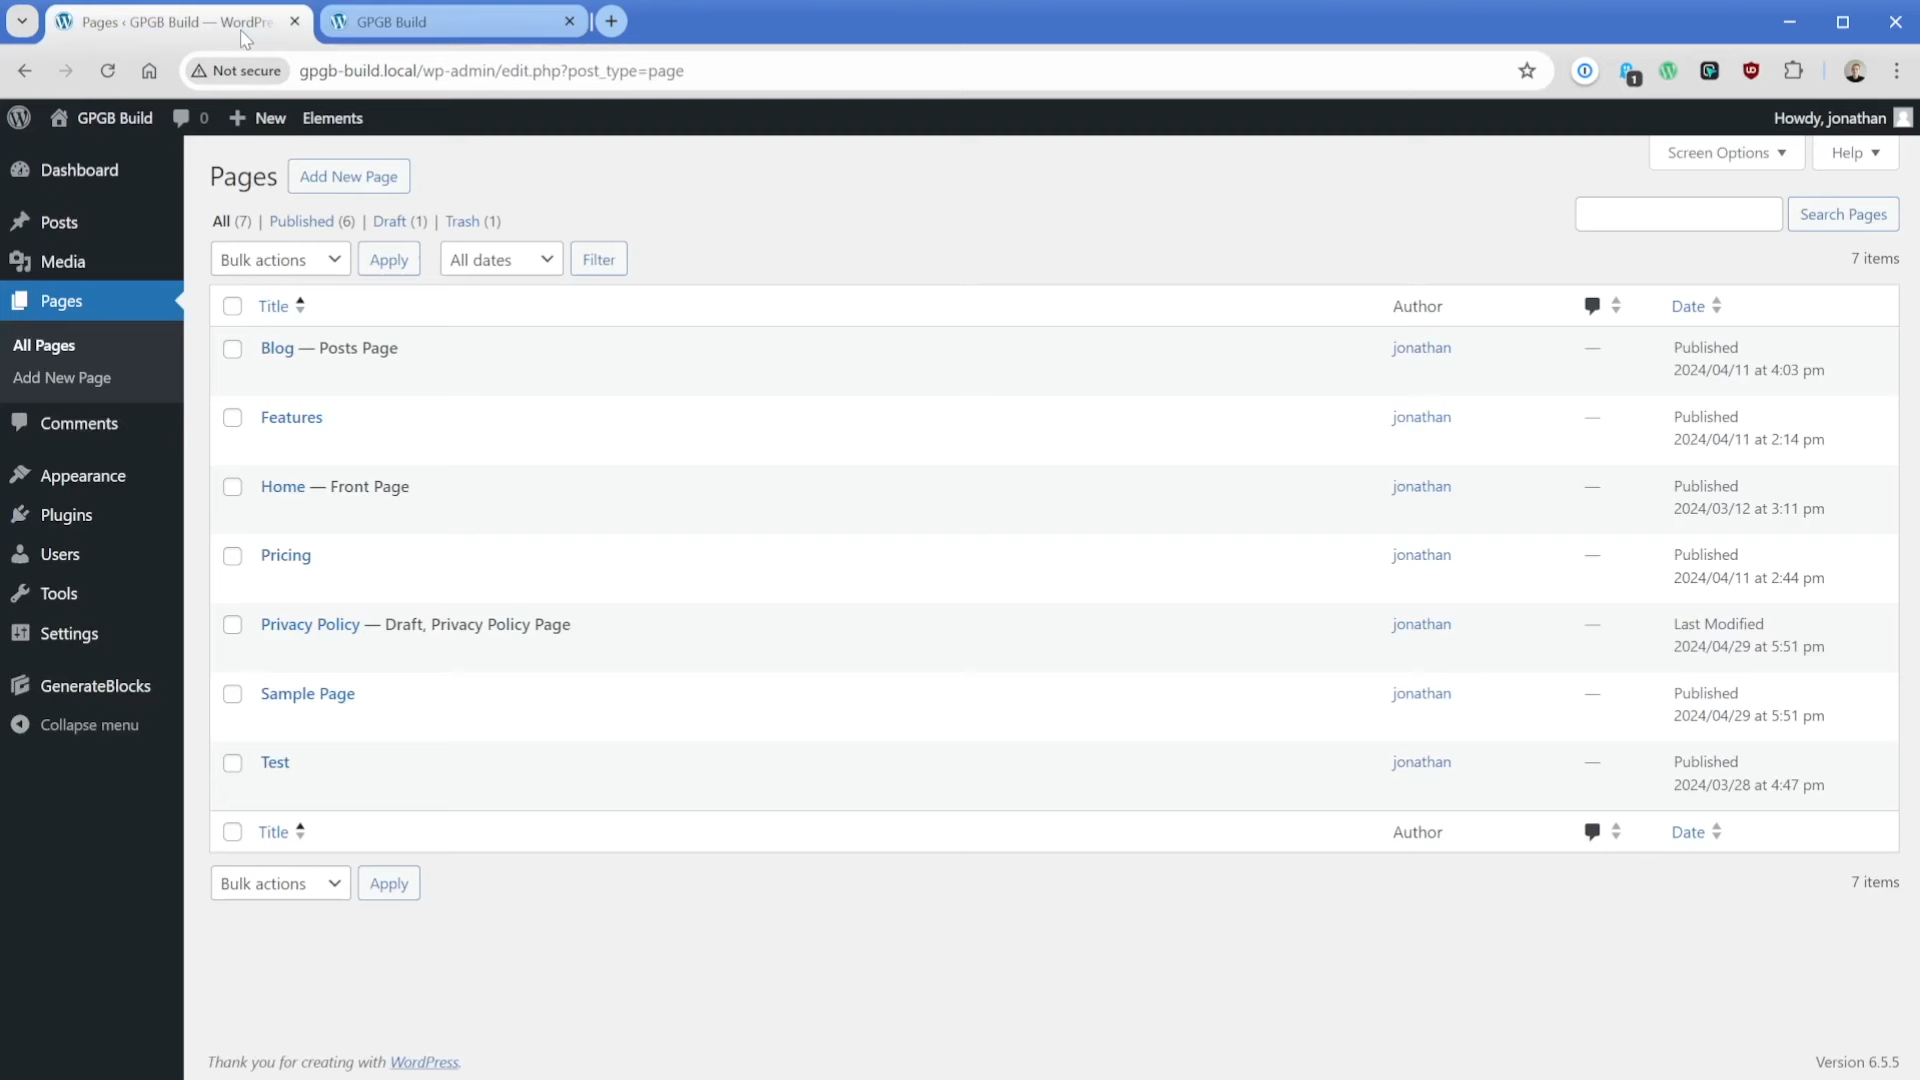 Pages ‹ GPGB Build — WordPre
GPGB Build
Not secure
gpgb-build.local/wp-admin/edit.php?post_type=page
1
GPGB Build
0
New
Elements
Howdy, jonathan
Dashboard
Posts
Media
Pages
All Pages
Add New Page
Comments
Appearance
Plugins
Users
Tools
Settings
GenerateBlocks
Collapse menu
Screen Options
Help
Pages
Add New Page
All (7) | Published (6) | Draft (1) | Trash (1)
Search Pages
Bulk actions
Apply
All dates
Filter
7 items
Title
Author
Date
Blog — Posts Page
jonathan
—
Published
2024/04/11 at 4:03 pm
Features
jonathan
—
Published
2024/04/11 at 2:14 pm
Home — Front Page
jonathan
—
Published
2024/03/12 at 3:11 pm
Pricing
jonathan
—
Published
2024/04/11 at 2:44 pm
Privacy Policy — Draft, Privacy Policy Page
jonathan
—
Last Modified
2024/04/29 at 5:51 pm
Sample Page
jonathan
—
Published
2024/04/29 at 5:51 pm
Test
jonathan
—
Published
2024/03/28 at 4:47 pm
Title
Author
Date
Bulk actions
Apply
7 items
Thank you for creating with WordPress.
Version 6.5.5